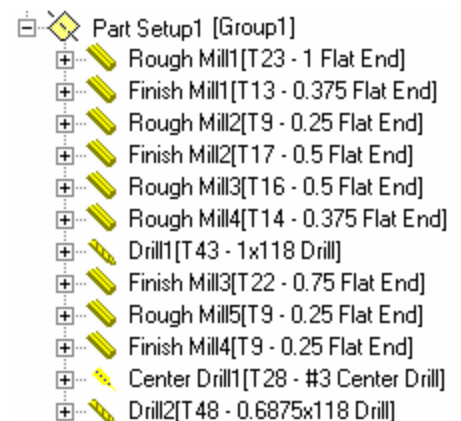 Part Setup1 [Group1]
Rough Mill1[T23 - 1 Flat End]
Finish Mill1[T13 - 0.375 Flat End]
Rough Mill2[T9 - 0.25 Flat End]
Finish Mill2[T17 - 0.5 Flat End]
Rough Mill3[T16 - 0.5 Flat End]
Rough Mill4[T14 - 0.375 Flat End]
Drill1[T43 - 1x118 Drill]
Finish Mill3[T22 - 0.75 Flat End]
Rough Mill5[T9 - 0.25 Flat End]
Finish Mill4[T9 - 0.25 Flat End]
Center Drill1[T28 - #3 Center Drill]
Drill2[T48 - 0.6875x118 Drill]